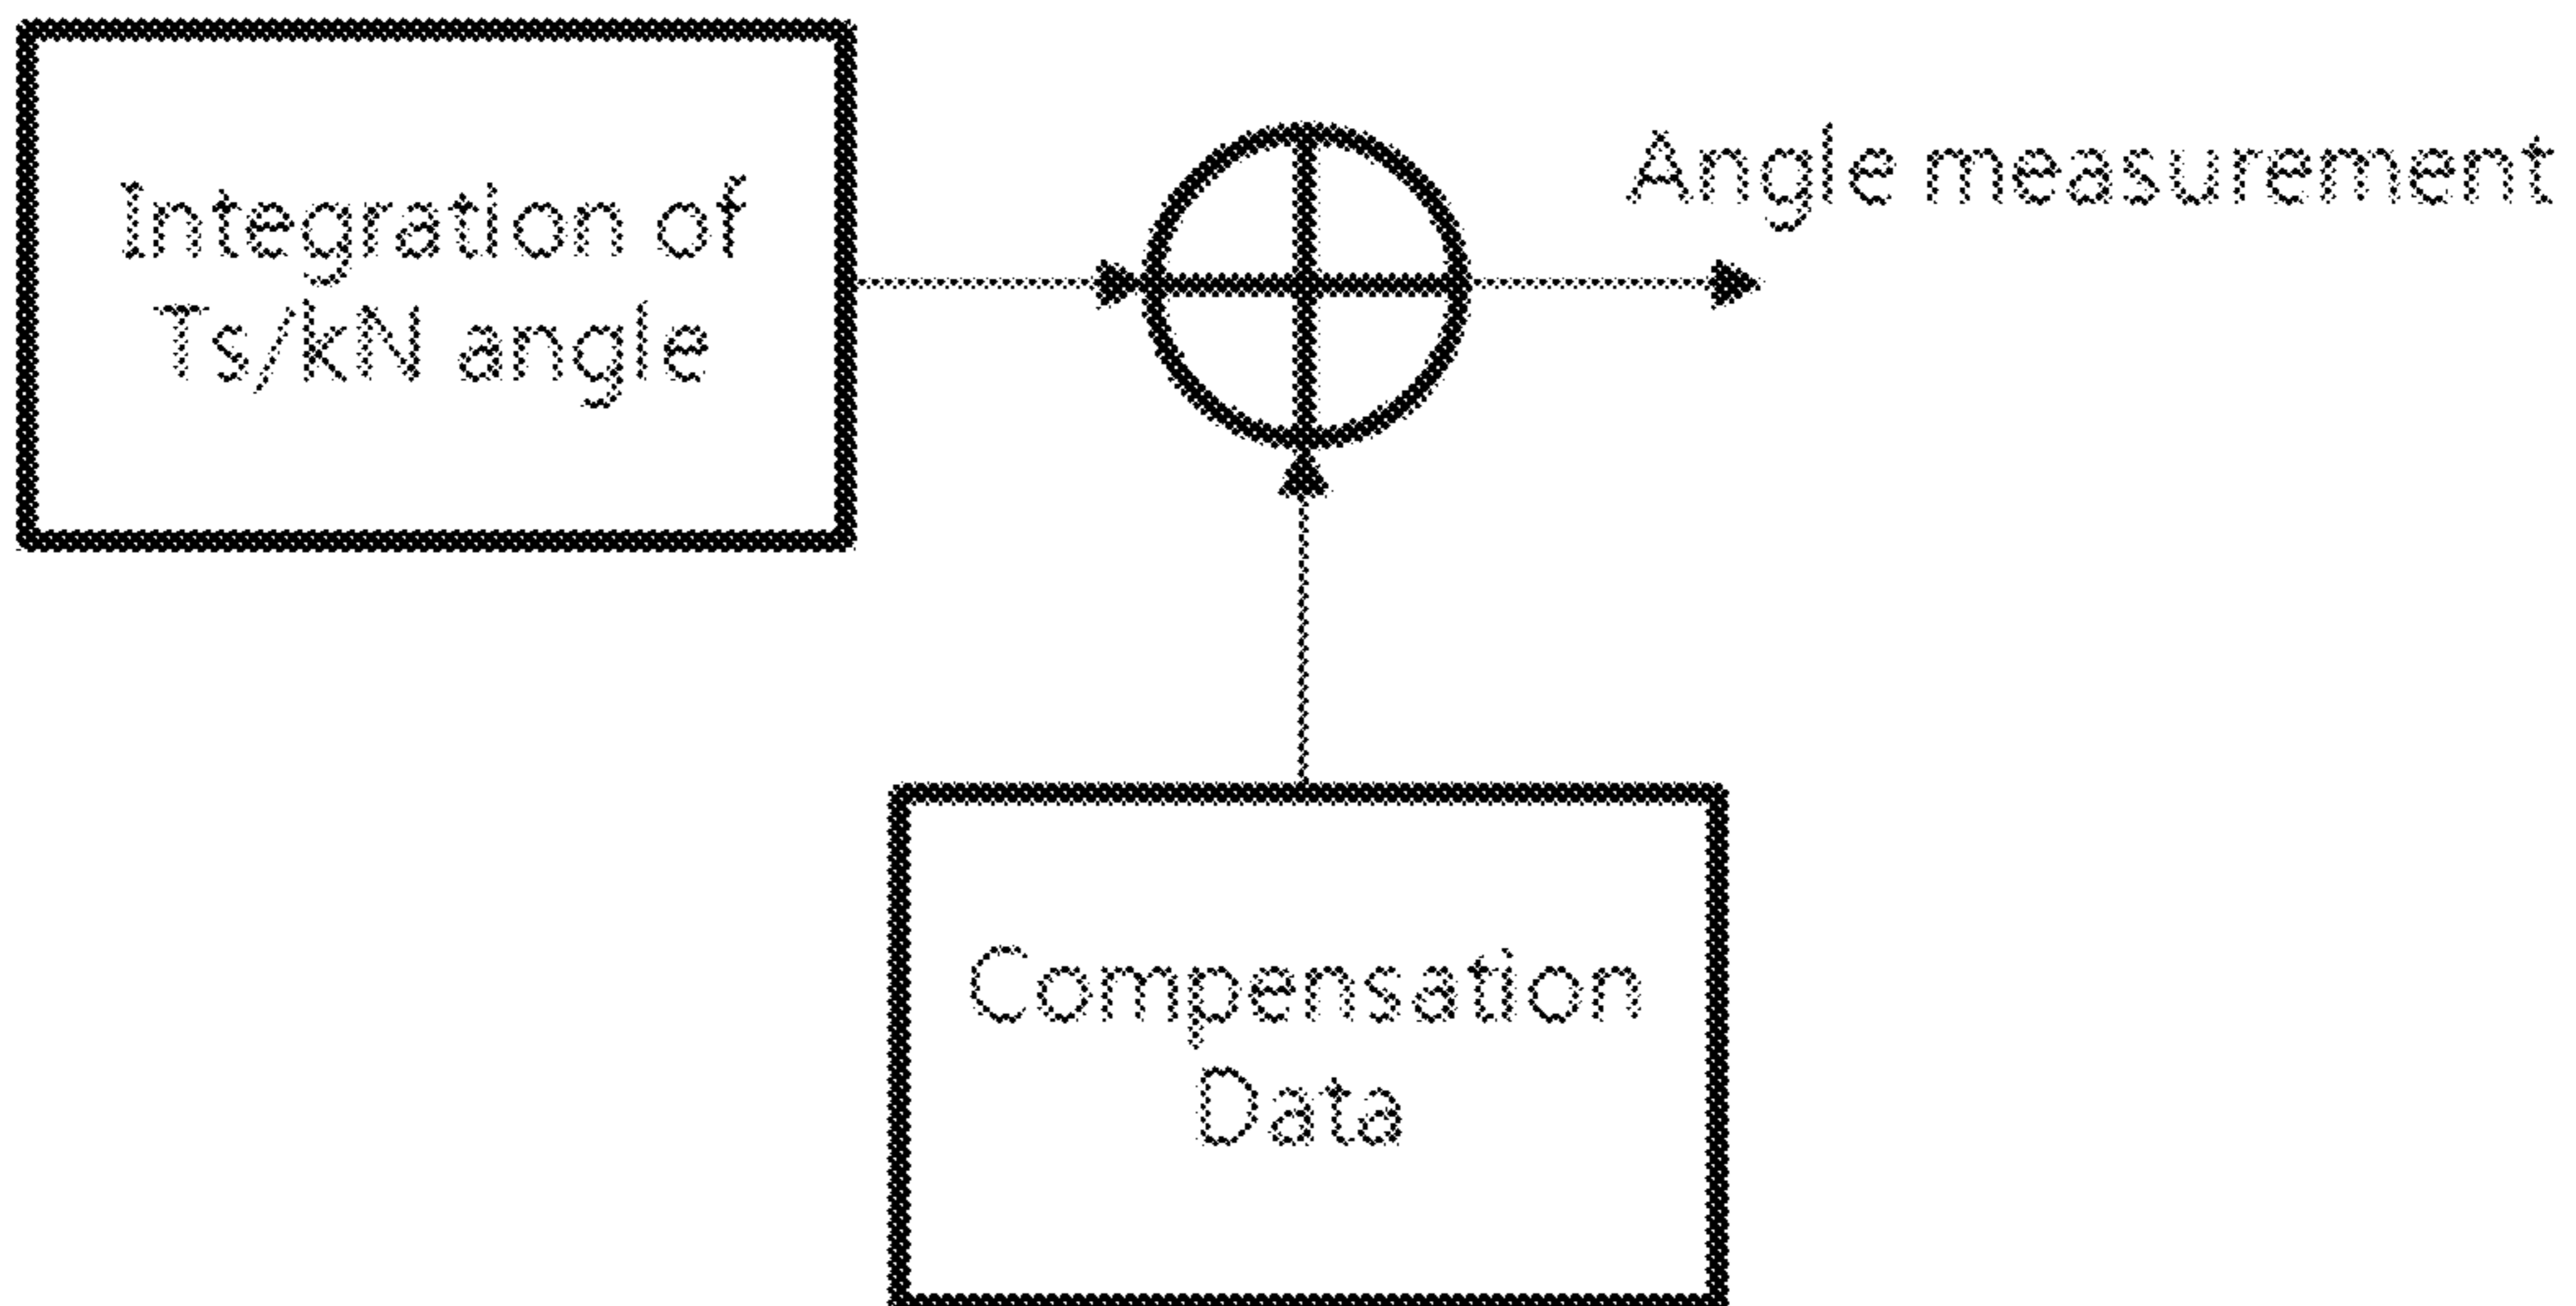 Integration of
Ts/kN angle
Angle measurement
Compensation
Data